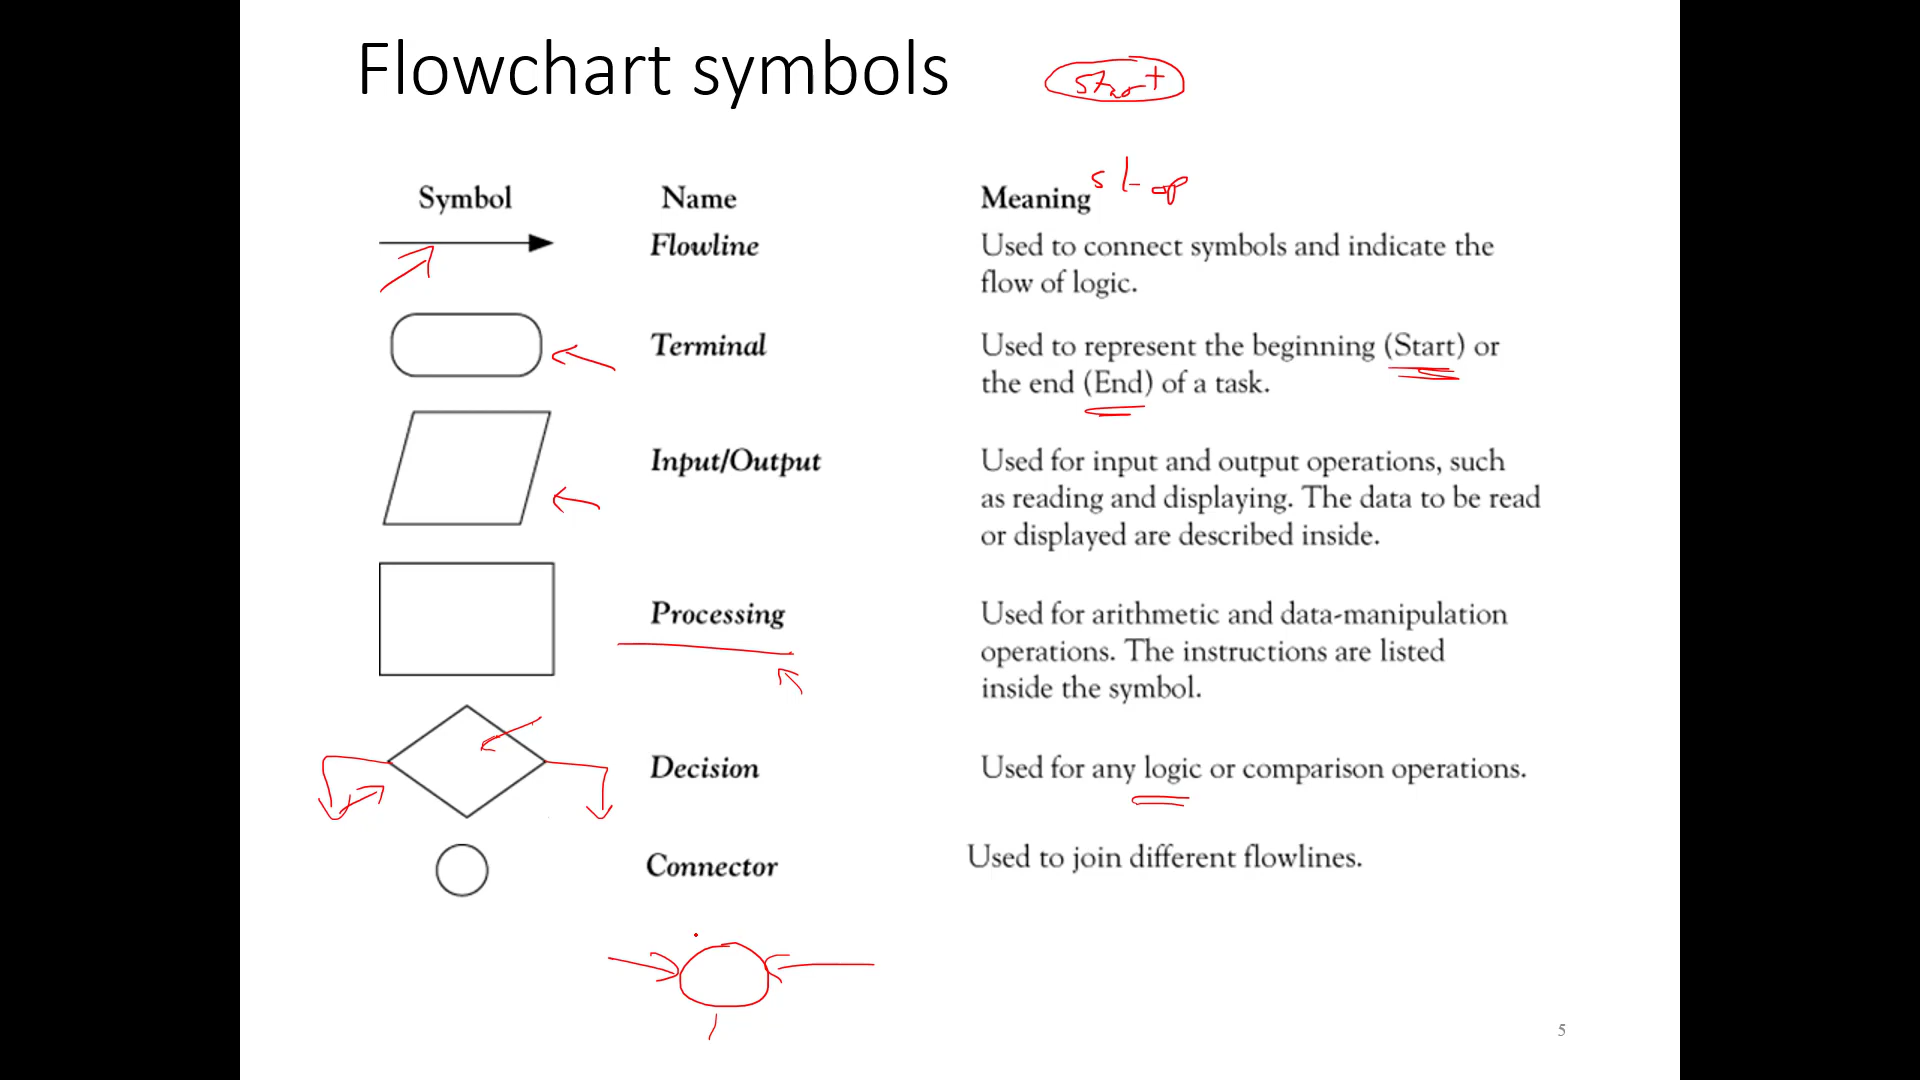 Flowchart symbols
Start
stop
Symbol Name Meaning
Flowline Used to connect symbols and indicate the
flow of logic.
Terminal Used to represent the beginning (Start) or
the end (End) of a task.
Input/Output Used for input and output operations, such
as reading and displaying. The data to be read
or displayed are described inside.
Processing Used for arithmetic and data-manipulation
operations. The instructions are listed
inside the symbol.
Decision Used for any logic or comparison operations.
Connector Used to join different flowlines.
5